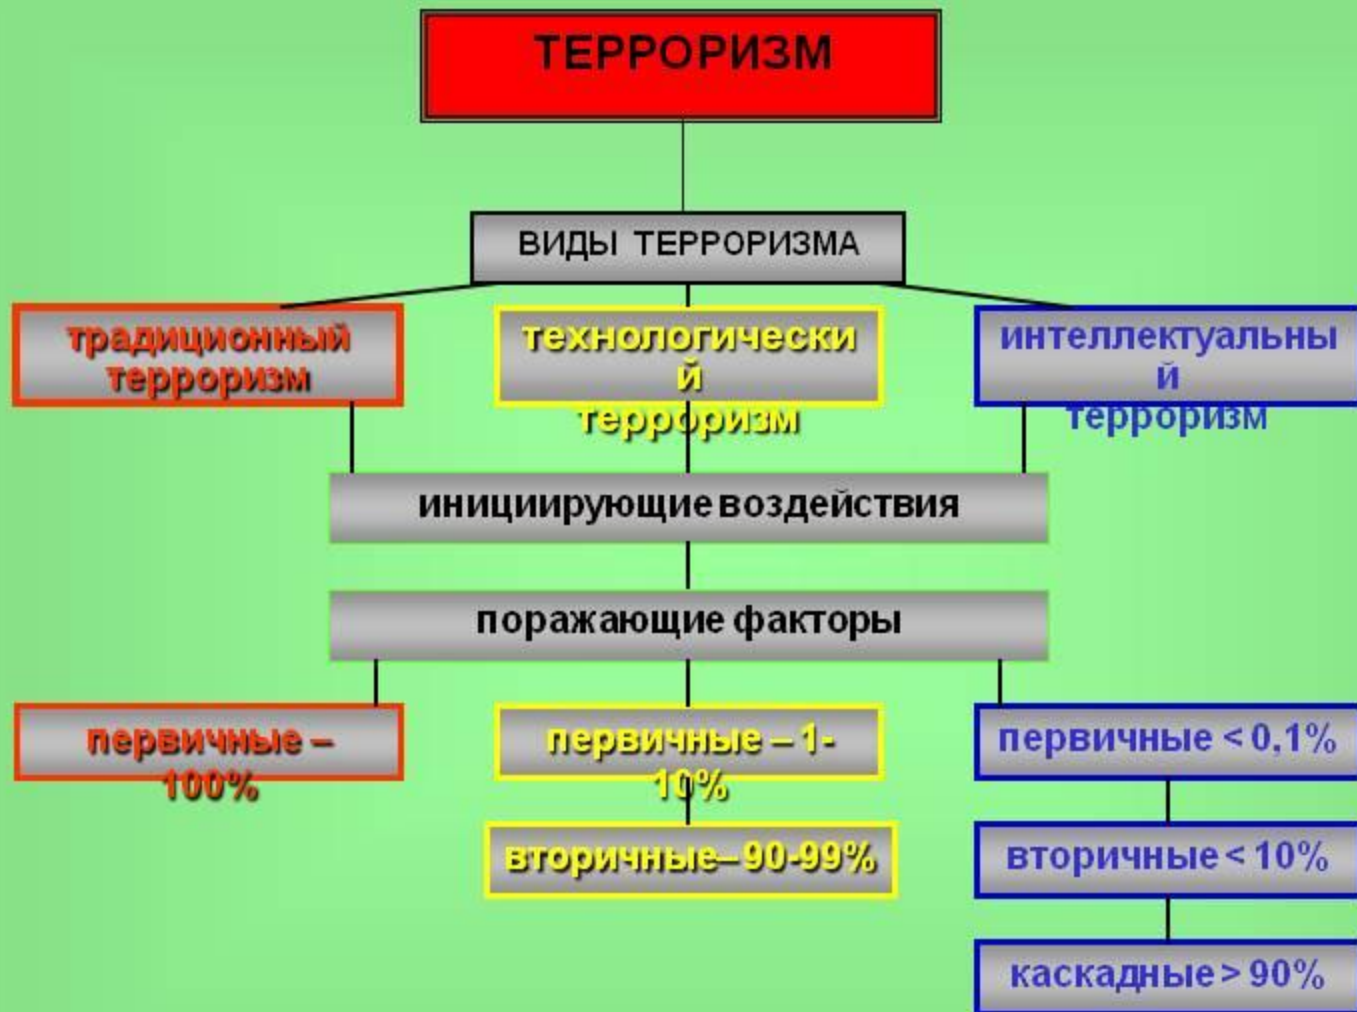 ТЕРРОРИЗМ
ВИДЫ ТЕРРОРИЗМА
традиционный
терроризм
технологически
й
терроризм
интеллектуальны
й
терроризм
инициирующие воздействия
поражающие факторы
первичные –
100%
первичные – 1-
10%
первичные < 0,1%
вторичные– 90-99%
вторичные < 10%
каскадные > 90%